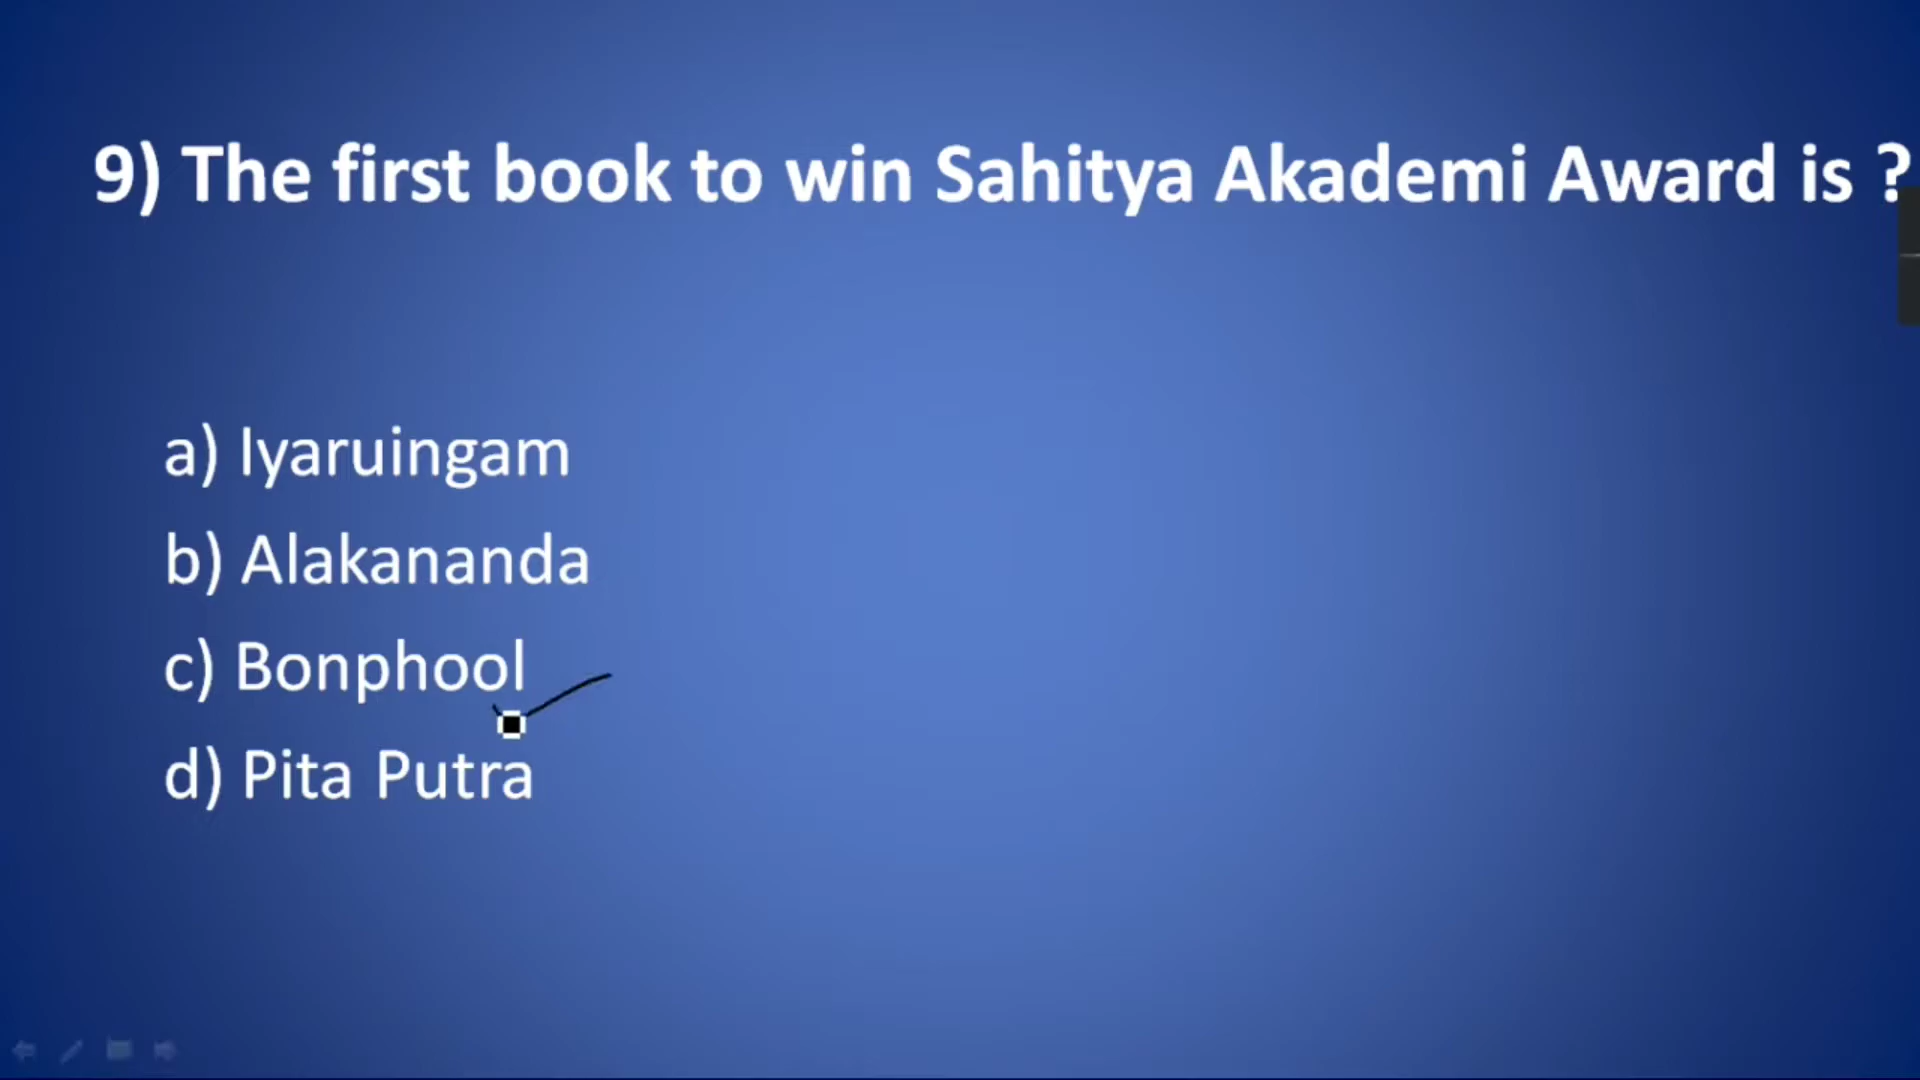 9) The first book to win Sahitya Akademi Award is ?
a) Iyaruingam
b) Alakananda
c) Bonphool
d) Pita Putra